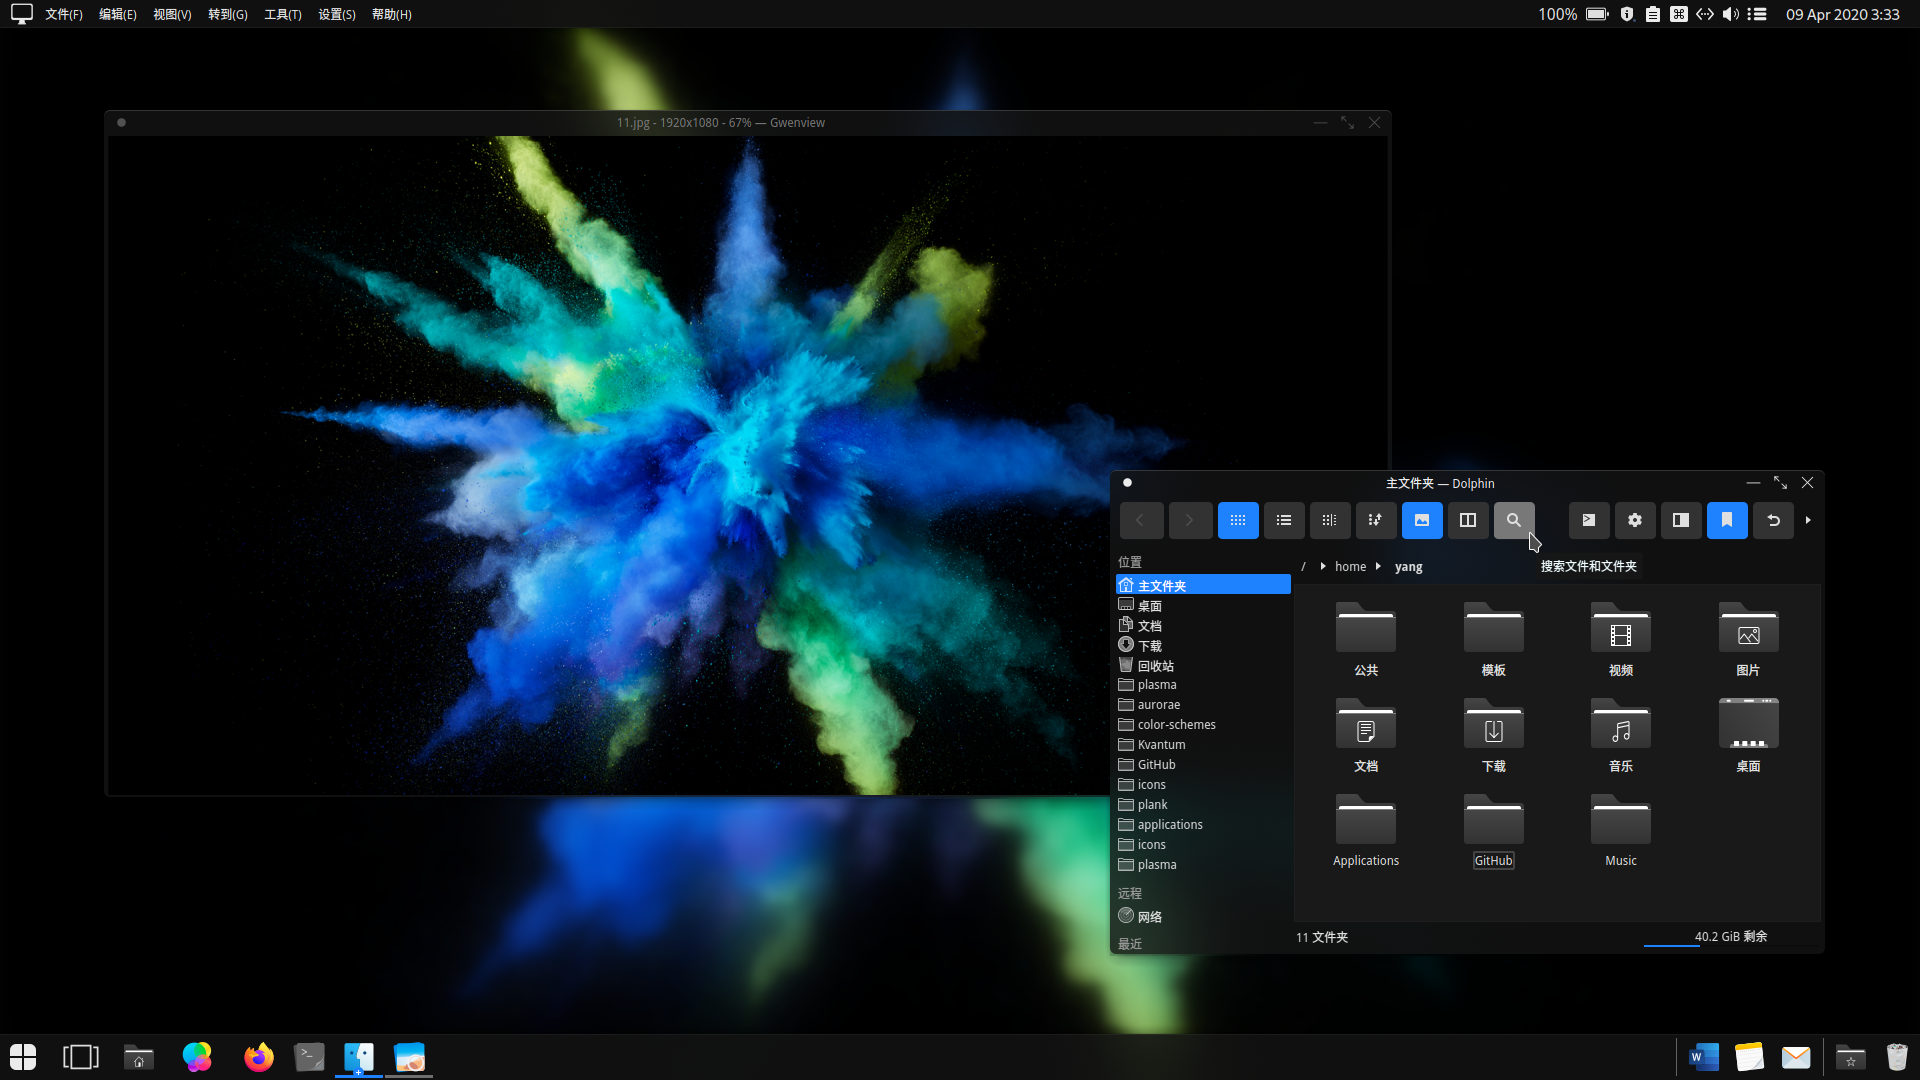 文件(F) 编辑(E) 视图(V) 转到(G) 工具(T) 设置(S) 帮助(H)
100% 09 Apr 2020 3:33
11.jpg - 1920x1080 - 67% — Gwenview
主文件夹 — Dolphin
位置
主文件夹
桌面
文档
下载
回收站
plasma
aurorae
color-schemes
Kvantum
GitHub
icons
plank
applications
icons
plasma
远程
网络
最近
/ home yang
搜索文件和文件夹
公共 模板 视频 图片
文档 下载 音乐 桌面
Applications GitHub Music
11 文件夹
40.2 GiB 剩余
W